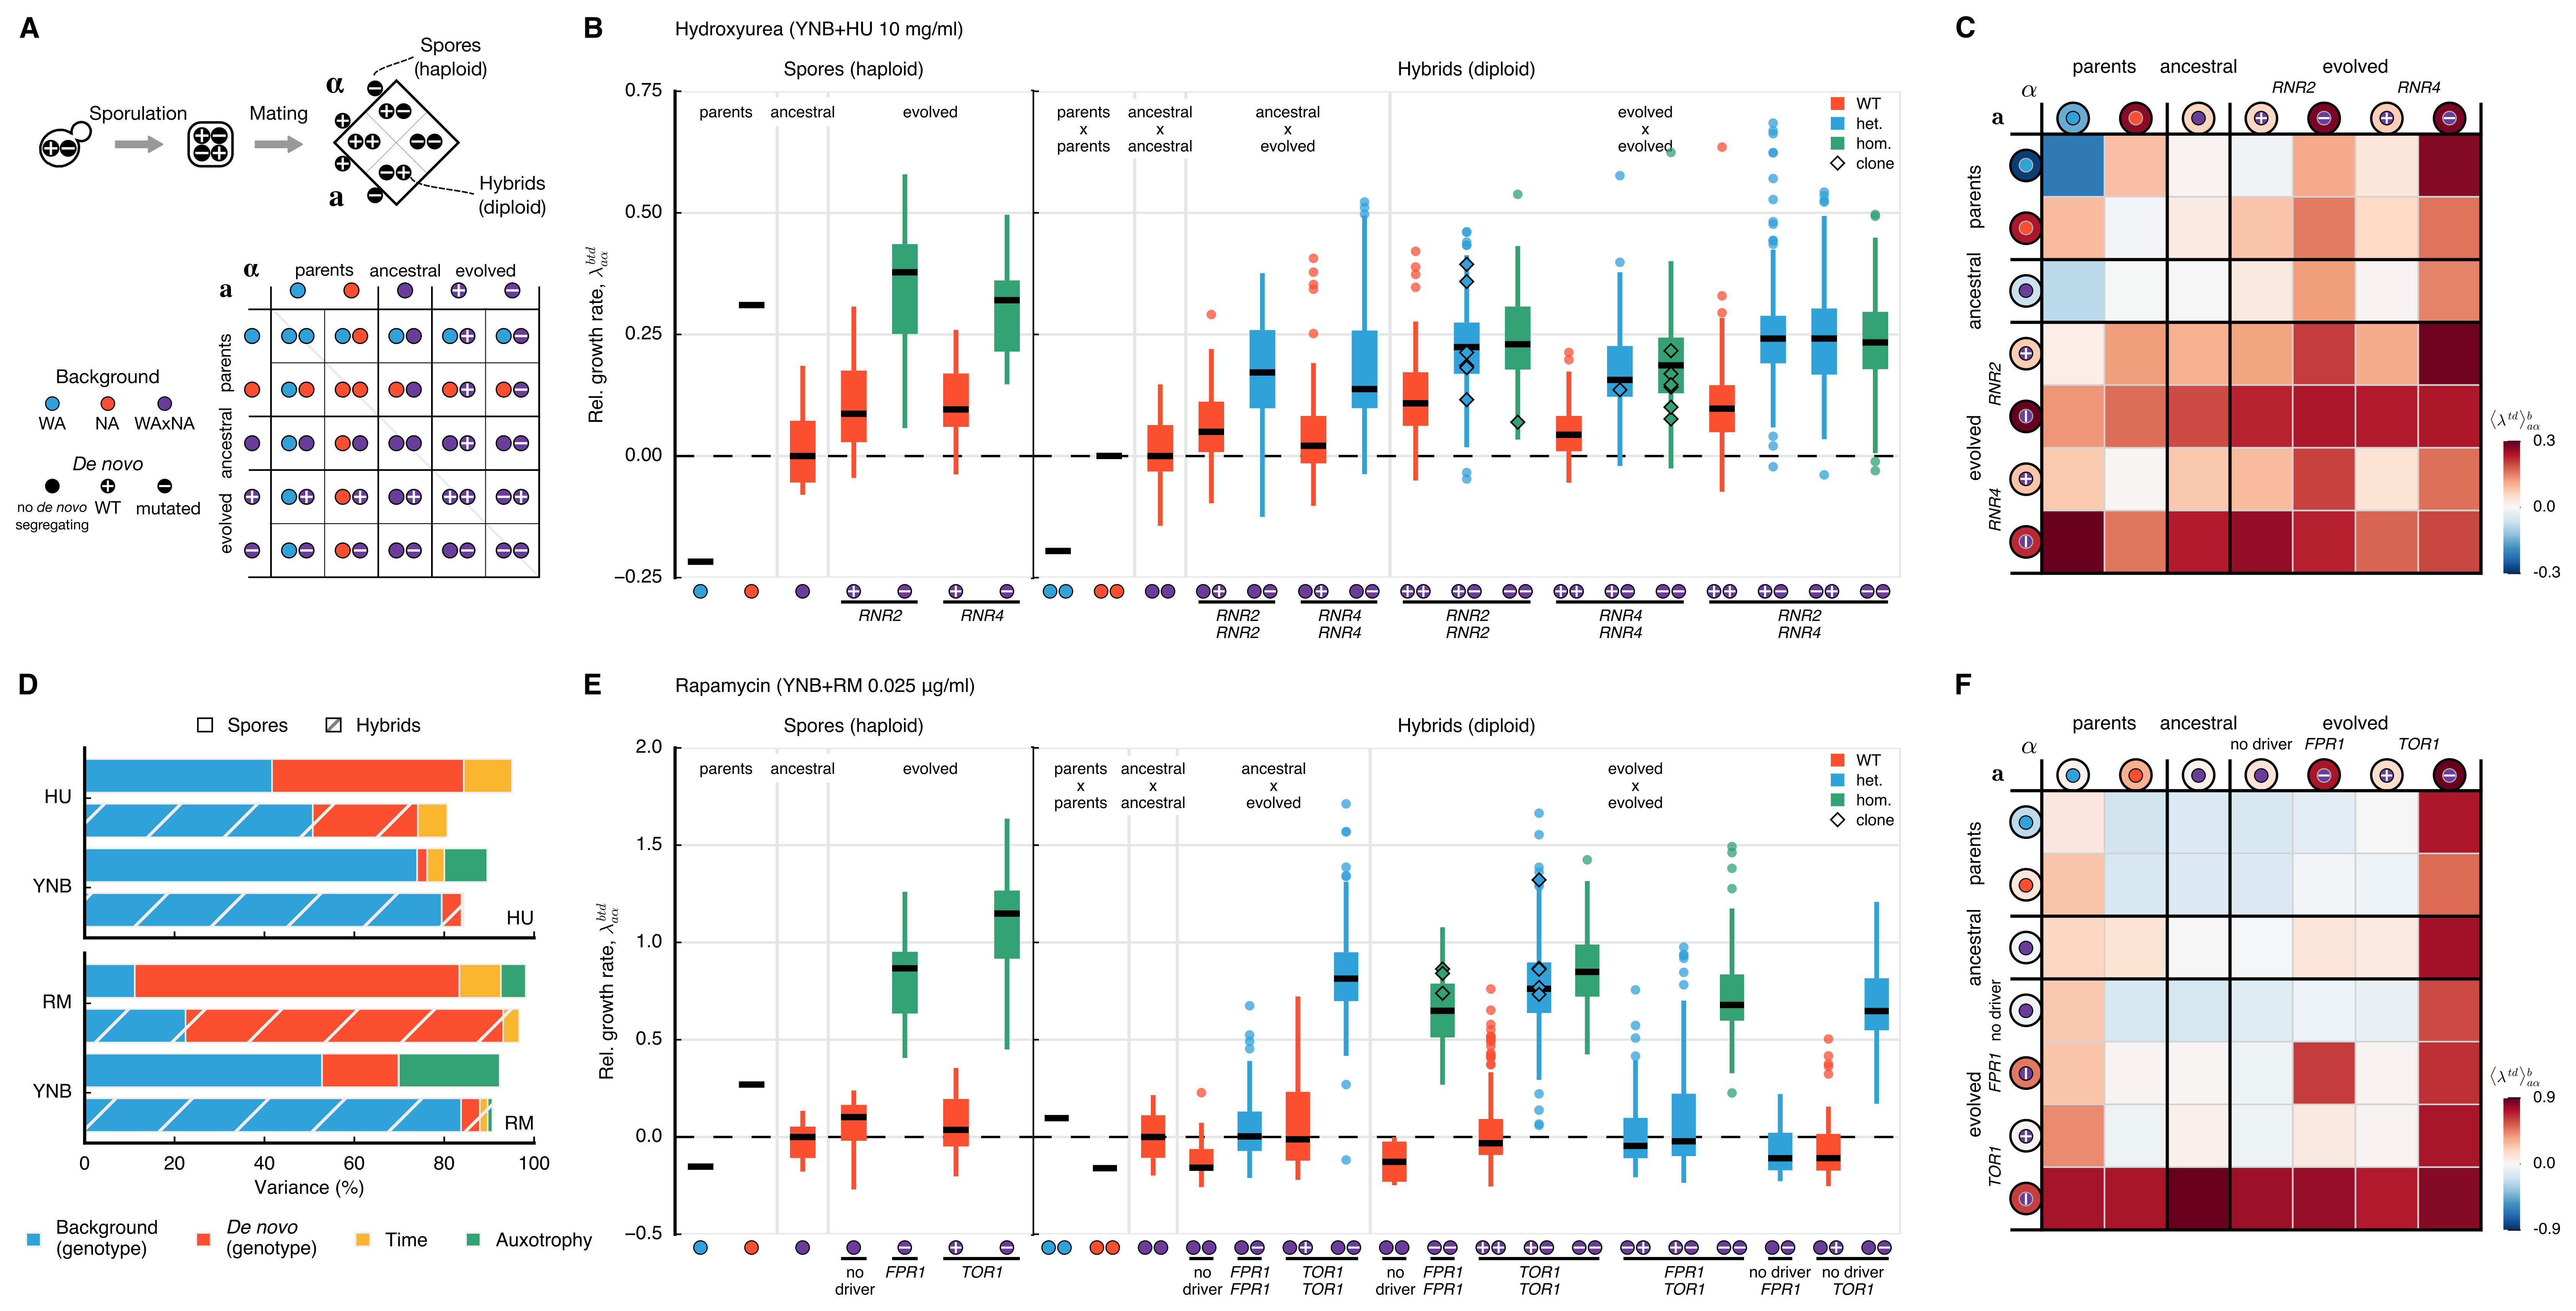 A
Spores
(haploid)
α
Sporulation
Mating
a
Hybrids
(diploid)
α
parents
ancestral
evolved
a
parents
ancestral
evolved
Background
WA
NA
WAxNA
De novo
no de novo
segregating
WT
mutated
B
Hydroxyurea (YNB+HU 10 mg/ml)
Spores (haploid)
Hybrids (diploid)
parents
ancestral
evolved
parents
x
parents
ancestral
x
ancestral
ancestral
x
evolved
evolved
x
evolved
WT
het.
hom.
clone
Rel. growth rate, λ^{btd}_{aα}
0.75
0.50
0.25
0.00
−0.25
RNR2
RNR4
RNR2
RNR2
RNR4
RNR4
RNR2
RNR2
RNR4
RNR4
RNR2
RNR4
C
parents
ancestral
evolved
RNR2
RNR4
α
a
parents
ancestral
evolved
RNR2
RNR4
⟨λ^{td}⟩^{b}_{aα}
0.3
0.0
-0.3
D
Spores
Hybrids
HU
YNB
HU
RM
YNB
RM
0
20
40
60
80
100
Variance (%)
Background
(genotype)
De novo
(genotype)
Time
Auxotrophy
E
Rapamycin (YNB+RM 0.025 µg/ml)
Spores (haploid)
Hybrids (diploid)
parents
ancestral
evolved
parents
x
parents
ancestral
x
ancestral
ancestral
x
evolved
evolved
x
evolved
WT
het.
hom.
clone
Rel. growth rate, λ^{btd}_{aα}
2.0
1.5
1.0
0.5
0.0
−0.5
no
driver
FPR1
TOR1
no
driver
FPR1
FPR1
TOR1
TOR1
no
driver
FPR1
FPR1
TOR1
TOR1
FPR1
TOR1
no driver
FPR1
no driver
TOR1
F
parents
ancestral
evolved
no driver
FPR1
TOR1
α
a
parents
ancestral
evolved
no driver
FPR1
TOR1
⟨λ^{td}⟩^{b}_{aα}
0.9
0.0
-0.9